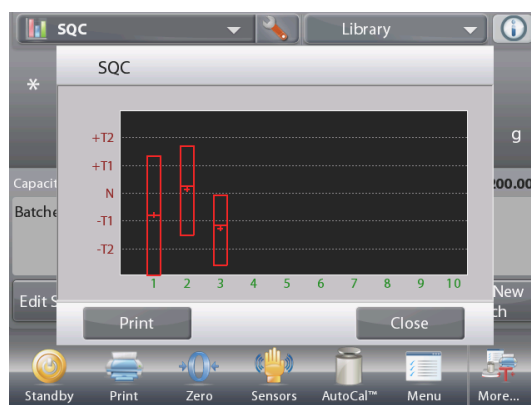 SQC
Library
SQC
*
g
+T2
+T1
N
-T1
-T2
1 2 3 4 5 6 7 8 9 10
Capacit
200.00
Batche
Edit S
New
ch
Print
Close
Standby
Print
Zero
Sensors
AutoCal™
Menu
More...